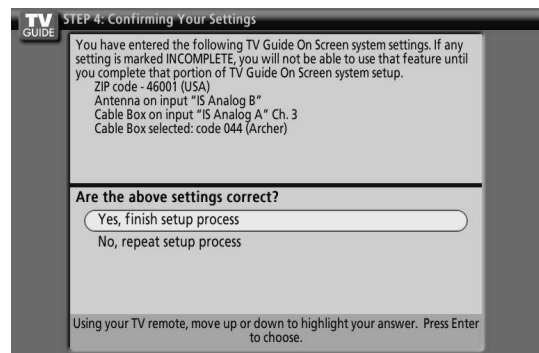 TV
GUIDE
STEP 4: Confirming Your Settings
You have entered the following TV Guide On Screen system settings. If any
setting is marked INCOMPLETE, you will not be able to use that feature until
you complete that portion of TV Guide On Screen system setup.
ZIP code - 46001 (USA)
Antenna on input “IS Analog B”
Cable Box on input “IS Analog A” Ch. 3
Cable Box selected: code 044 (Archer)
Are the above settings correct?
Yes, finish setup process
No, repeat setup process
Using your TV remote, move up or down to highlight your answer. Press Enter
to choose.